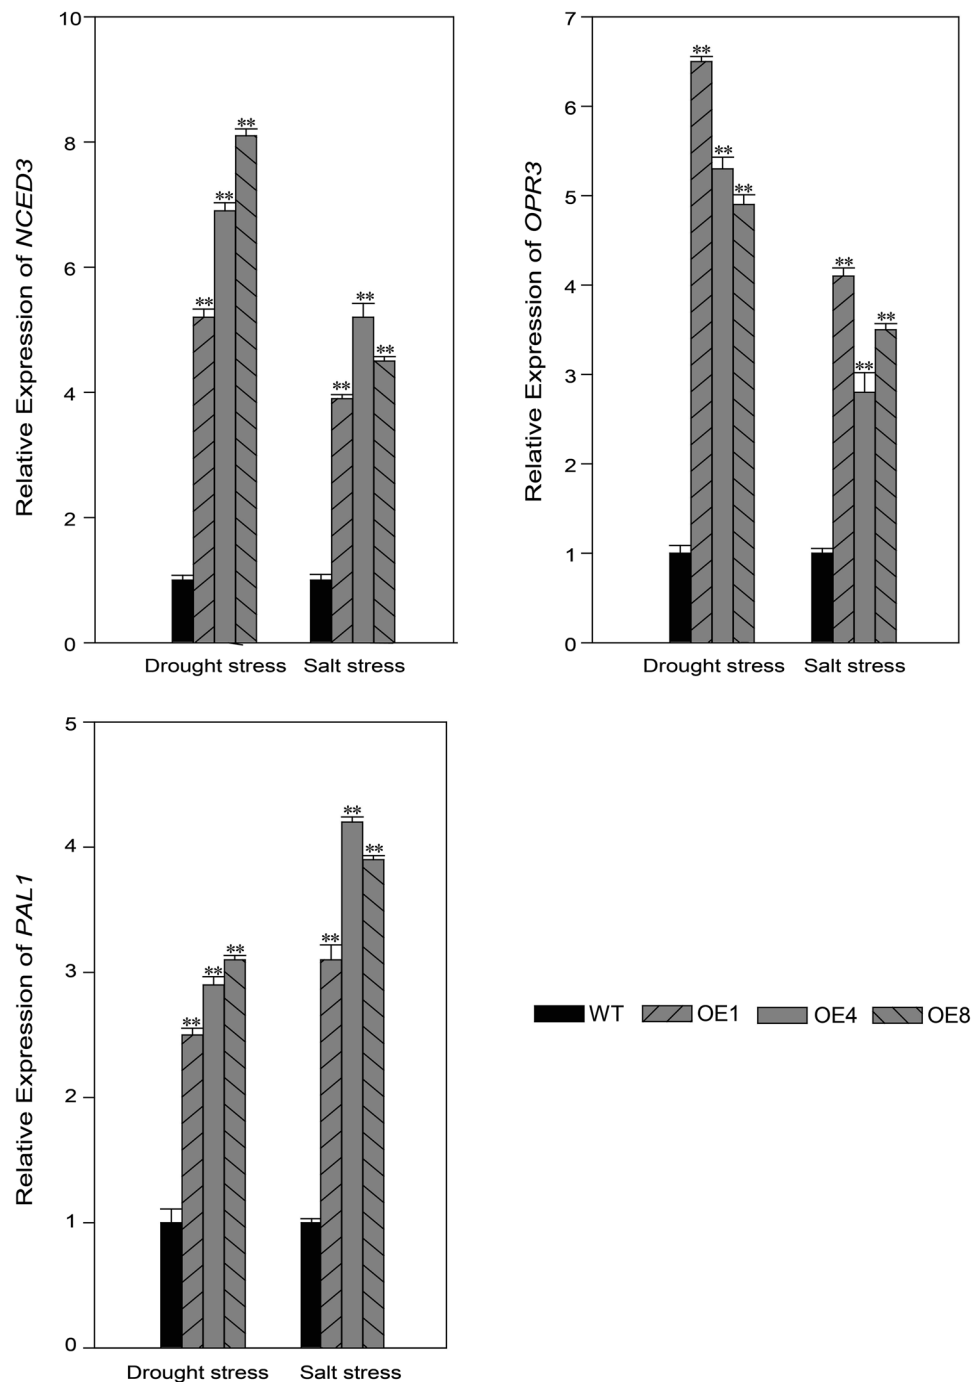 Relative Expression of NCED3
10
8
6
4
2
0
** ** ** ** ** **
Drought stress Salt stress
Relative Expression of OPR3
7
6
5
4
3
2
1
0
** ** ** ** ** **
Drought stress Salt stress
Relative Expression of PAL1
5
4
3
2
1
0
** ** ** ** ** **
Drought stress Salt stress
WT OE1 OE4 OE8